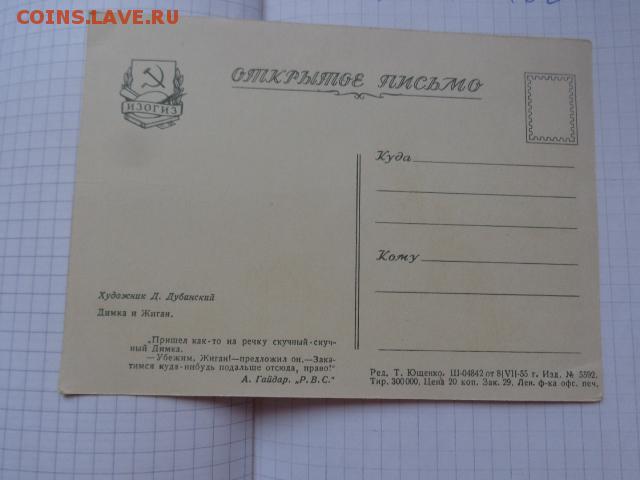 COINS.LAVE.RU
ИЗОГИЗ
ОТКРЫТОЕ ПИСЬМО
Куда
Кому
Художник Д. Дубинский
Димка и Жиган.
„Пришел как-то на речку скучный-скуч-
ный Димка.
—Убежим, Жиган!—предложил он,—Зака-
тимся куда-нибудь подальше отсюда, право!"
А. Гайдар. „Р.В.С."
Ред. Т. Ющенко. Ш-04842 от 8|VII-55 г. Изд. № 5592.
Тир. 300000. Цена 20 коп. Зак. 29. Лен. ф-ка офс. печ.